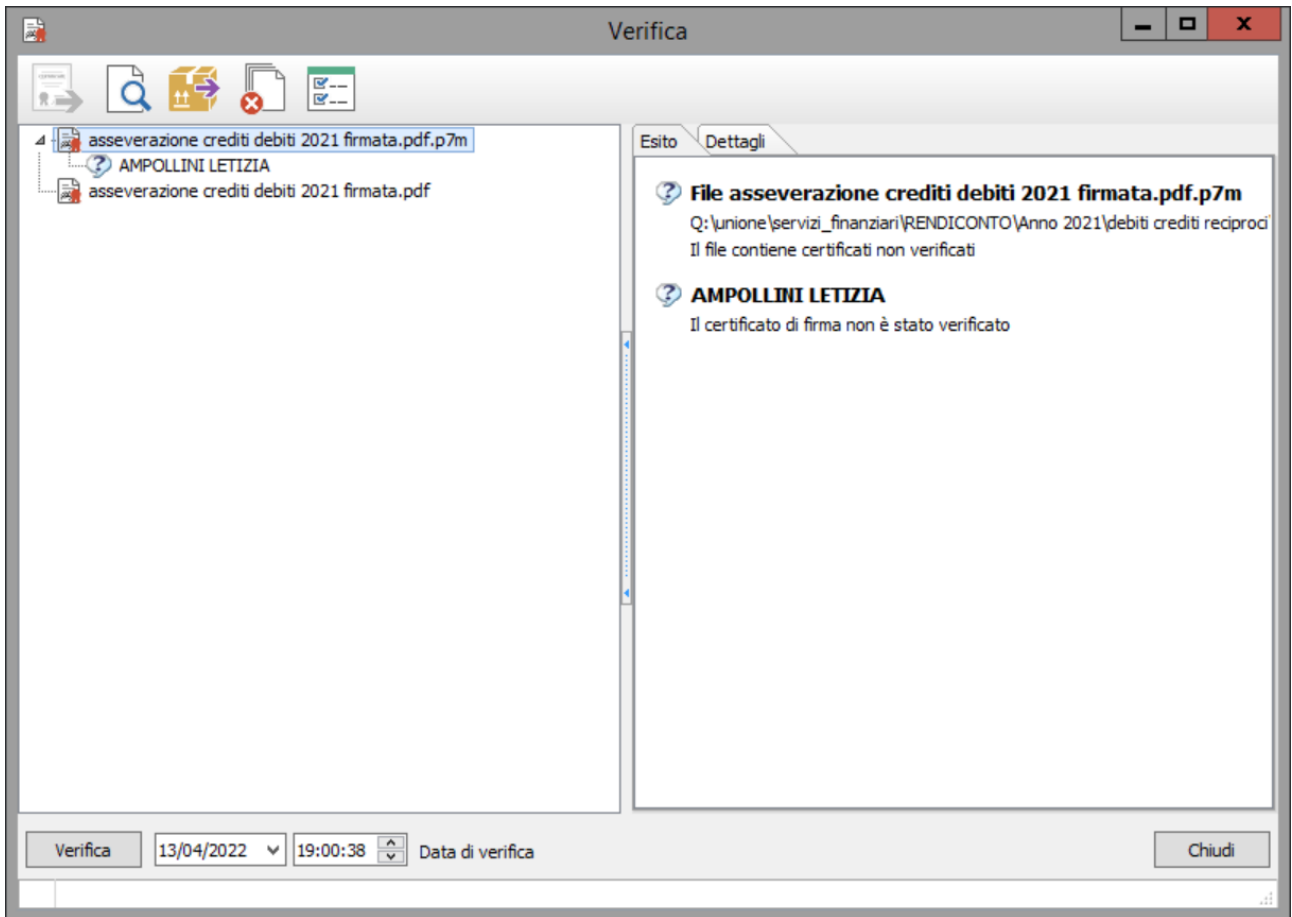 Verifica
asseverazione crediti debiti 2021 firmata.pdf.p7m
AMPOLLINI LETIZIA
asseverazione crediti debiti 2021 firmata.pdf
Esito
Dettagli
File asseverazione crediti debiti 2021 firmata.pdf.p7m
Q:\unione\servizi_finanziari\RENDICONTO\Anno 2021\debiti crediti reciproci
Il file contiene certificati non verificati
AMPOLLINI LETIZIA
Il certificato di firma non è stato verificato
Verifica
13/04/2022
19:00:38
Data di verifica
Chiudi